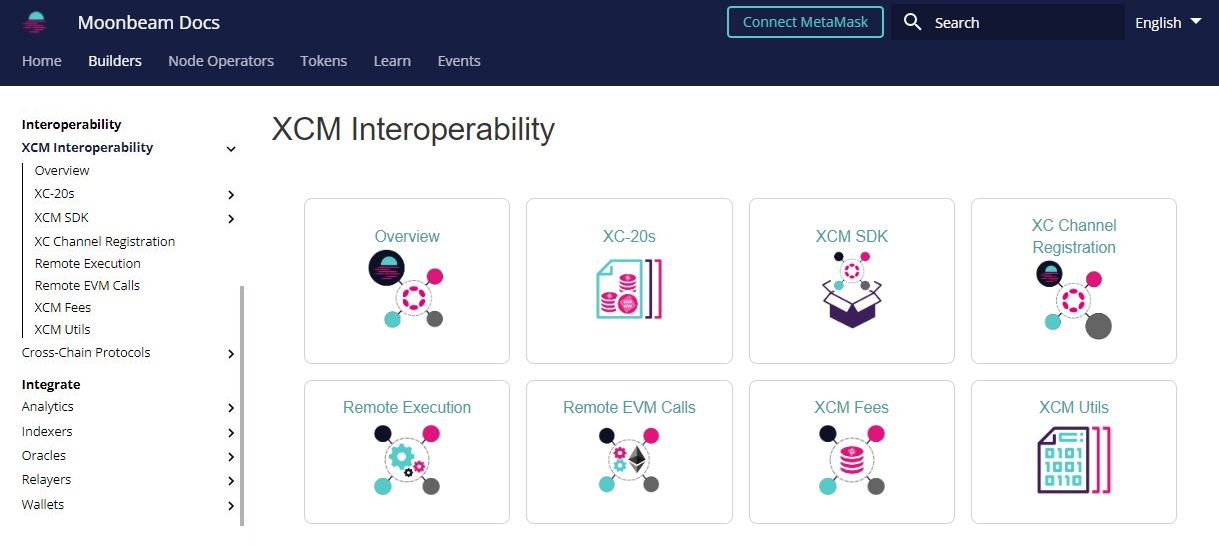 Moonbeam Docs
Connect MetaMask
Search
English
Home Builders Node Operators Tokens Learn Events
Interoperability
XCM Interoperability
Overview
XC-20s
XCM SDK
XC Channel Registration
Remote Execution
Remote EVM Calls
XCM Fees
XCM Utils
Cross-Chain Protocols
Integrate
Analytics
Indexers
Oracles
Relayers
Wallets
XCM Interoperability
Overview
XC-20s
XCM SDK
XC Channel
Registration
Remote Execution
Remote EVM Calls
XCM Fees
XCM Utils
0101
1001
0110